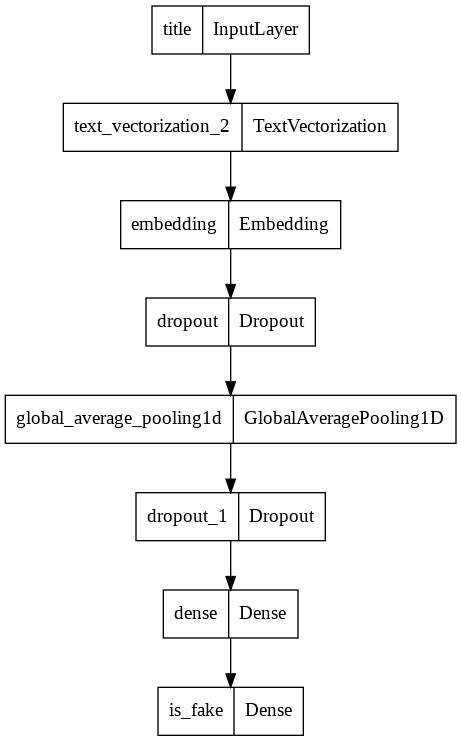 title InputLayer
text_vectorization_2 TextVectorization
embedding Embedding
dropout Dropout
global_average_pooling1d GlobalAveragePooling1D
dropout_1 Dropout
dense Dense
is_fake Dense